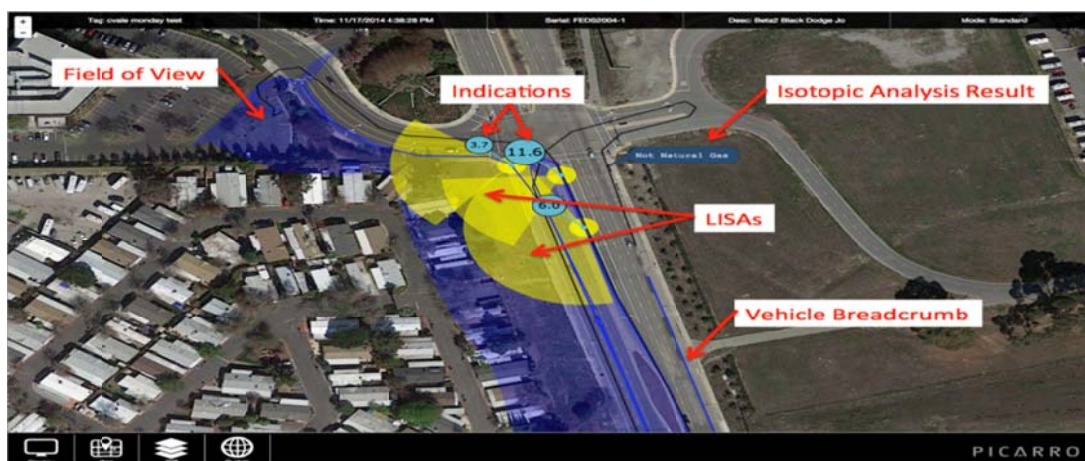 +
Tag: cvale monday test
Time: 11/17/2014 4:38:28 PM
Serial: FEDS2004-1
Desc: Beta2 Black Dodge Jo
Mode: Standard
-
Field of View
Indications
Isotopic Analysis Result
3.7
11.6
Not Natural Gas
6.0
LISAs
Vehicle Breadcrumb
PICARRO